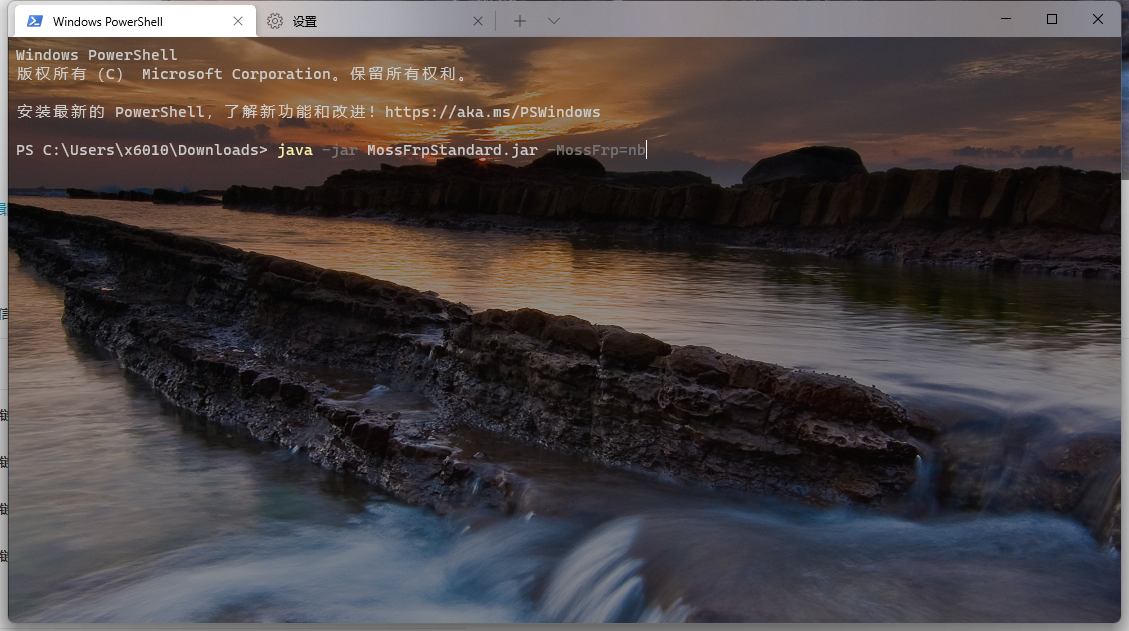 Windows PowerShell
设置
Windows PowerShell
版权所有 (C) Microsoft Corporation。保留所有权利。
安装最新的 PowerShell,了解新功能和改进!https://aka.ms/PSWindows
PS C:\Users\x6010\Downloads> java -jar MossFrpStandard.jar -MossFrp=nb